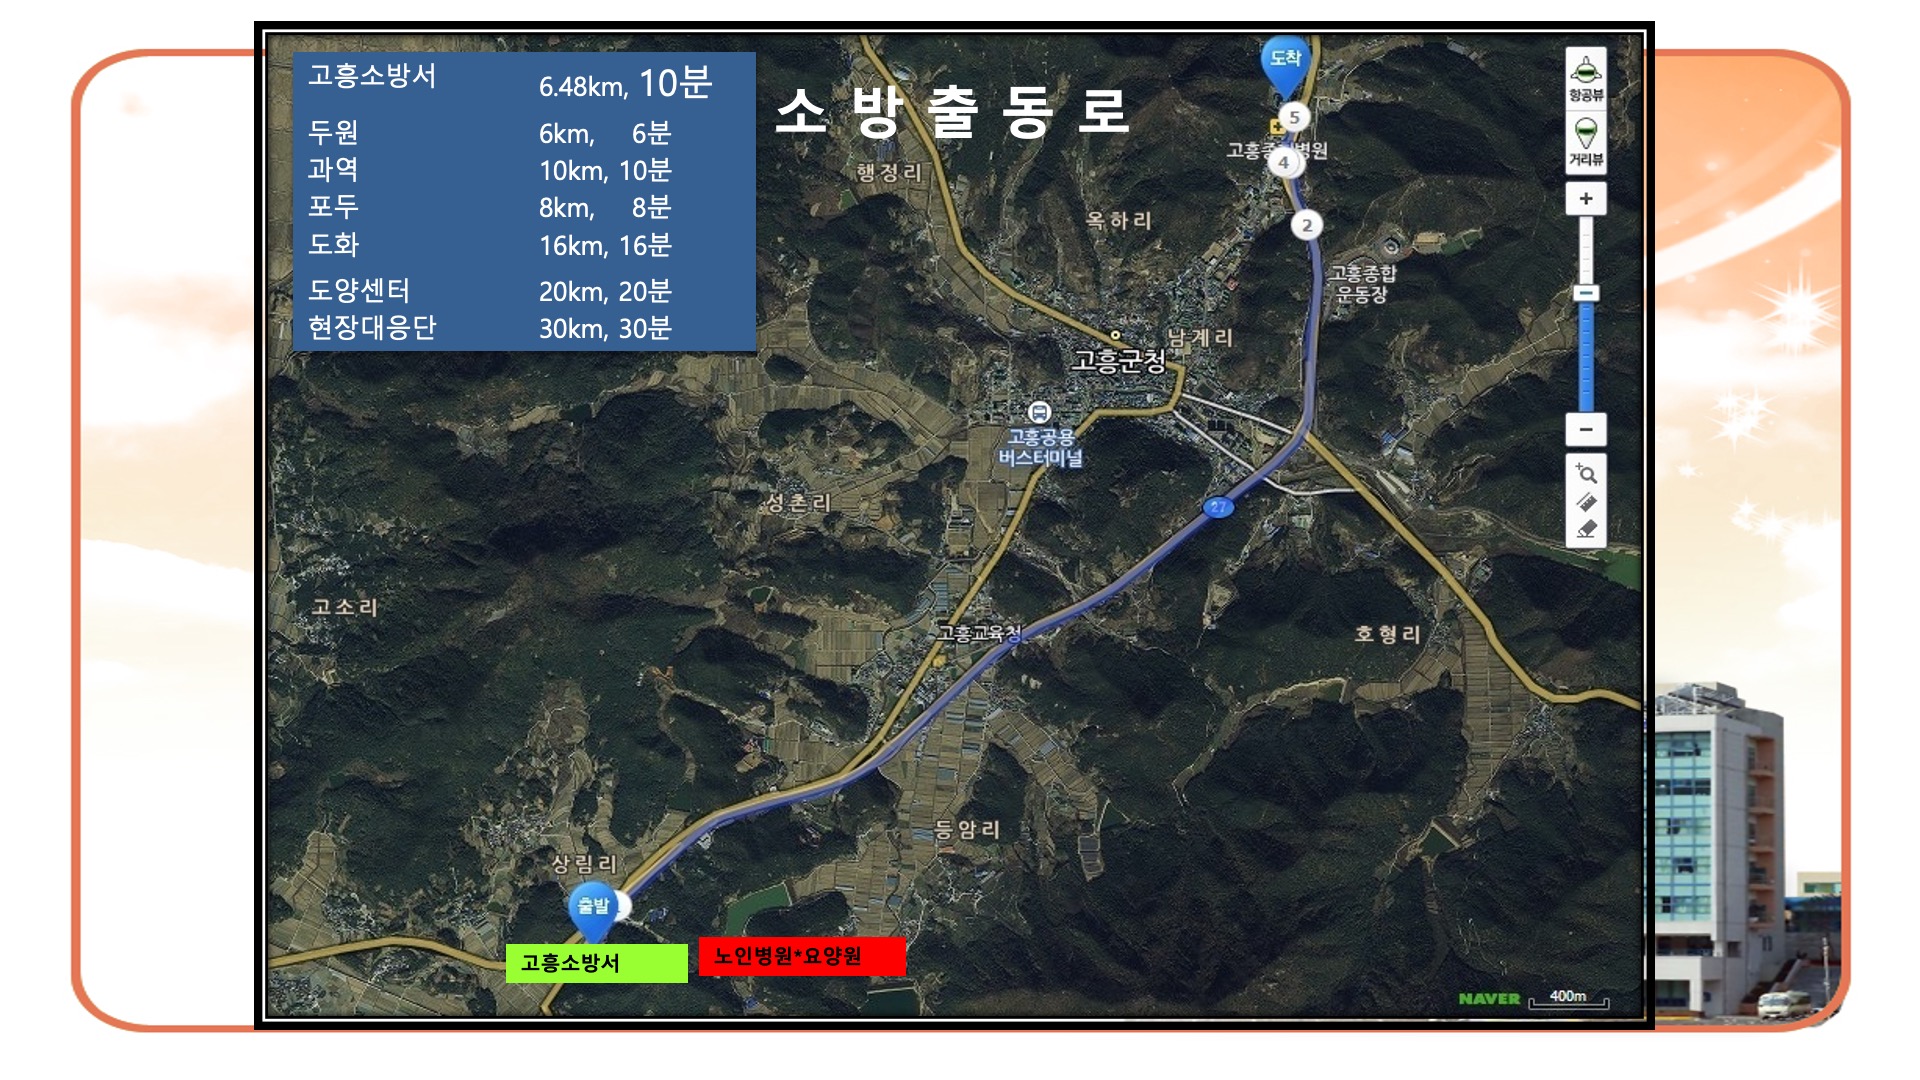 고흥소방서 6.48km, 10분
두원 6km, 6분
과역 10km, 10분
포두 8km, 8분
도화 16km, 16분
도양센터 20km, 20분
현장대응단 30km, 30분
소 방 출 동 로
도착
5
4
2
행정리
옥하리
고흥종합
운동장
남계리
고흥군청
고흥공용
버스터미널
성촌리
27
고소리
고흥교육청
호형리
등암리
상림리
출발
고흥소방서
노인병원*요양원
항공뷰
거리뷰
+
−
NAVER
400m